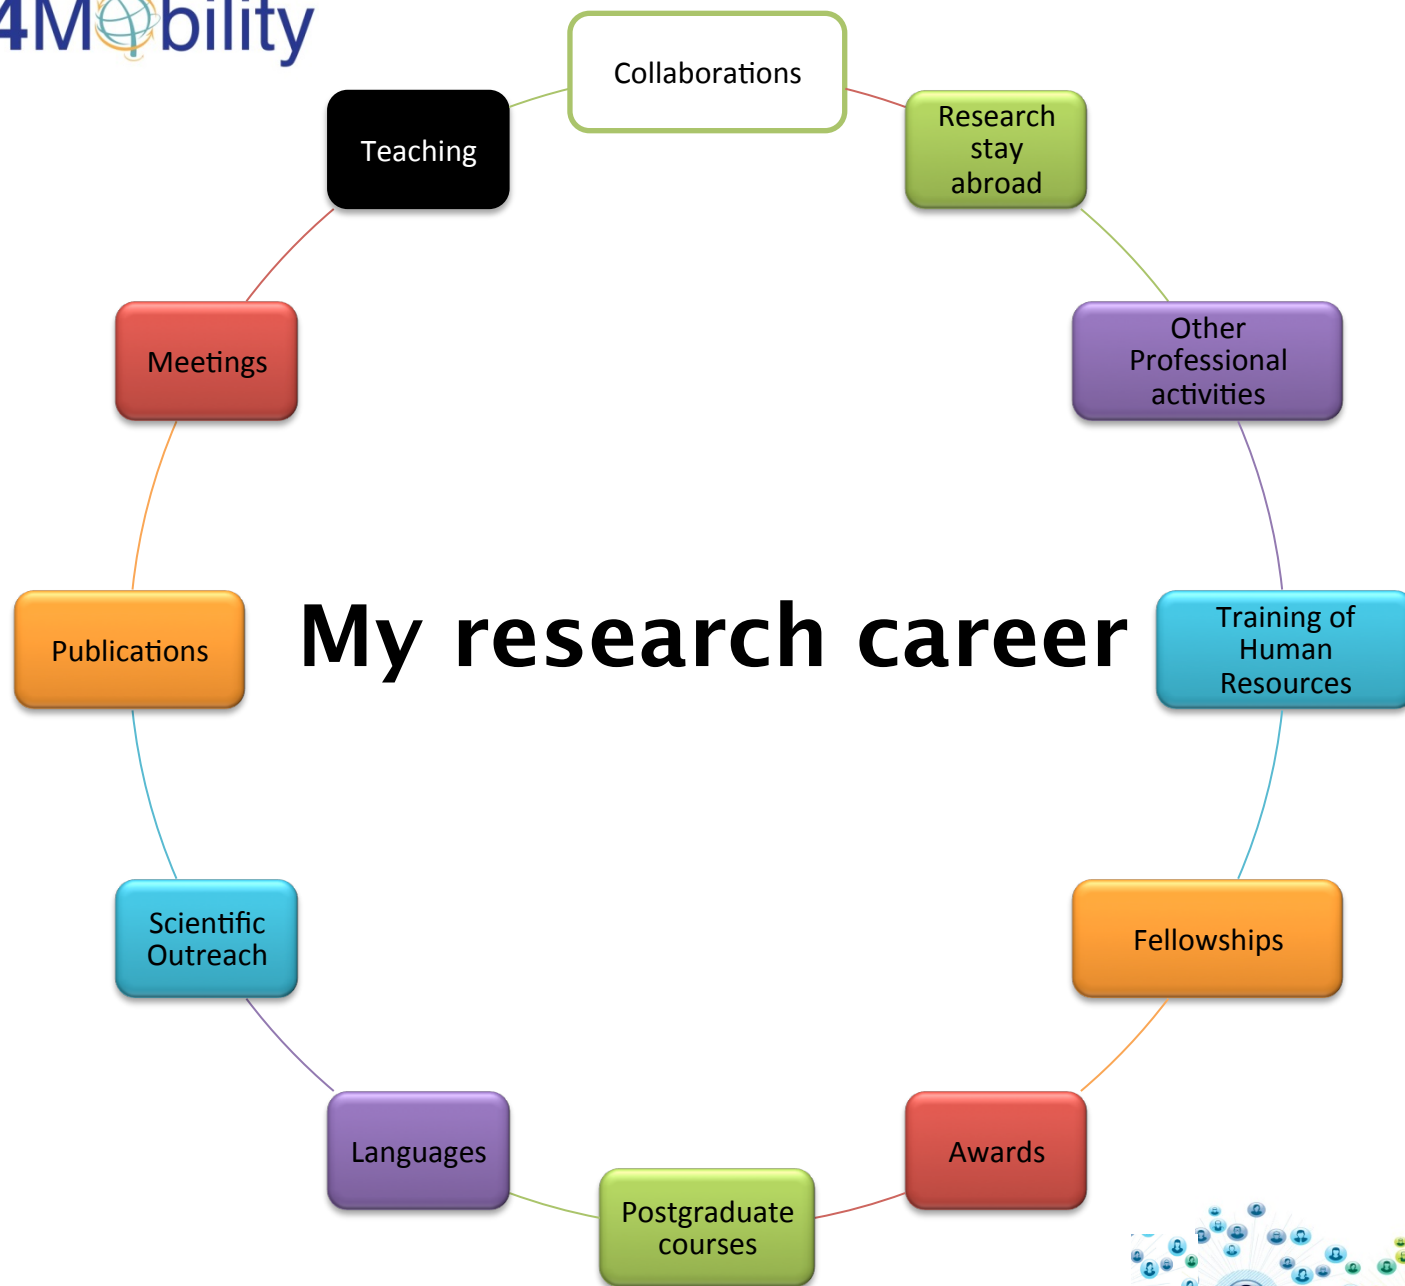 4Mobility
Collaborations
Teaching
Research
stay
abroad
Meetings
Other
Professional
activities
Publications
My research career
Training of
Human
Resources
Scientific
Outreach
Fellowships
Languages
Awards
Postgraduate
courses